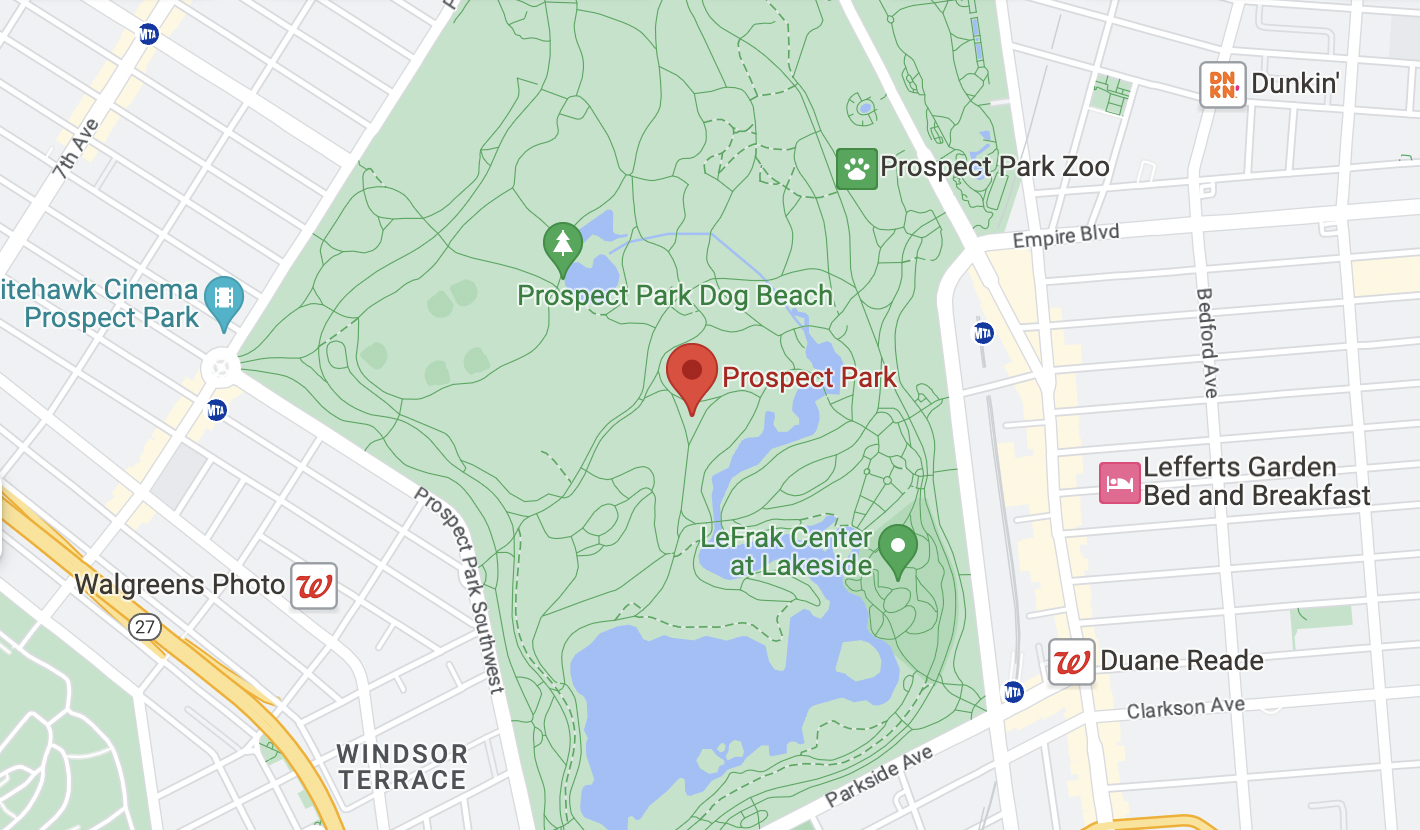 MTA
7th Ave
DN
KN'
Dunkin'
Prospect Park Zoo
Empire Blvd
itehawk Cinema
Prospect Park
Prospect Park Dog Beach
MTA
Bedford Ave
Prospect Park
MTA
Lefferts Garden
Bed and Breakfast
Prospect Park Southwest
LeFrak Center
at Lakeside
Walgreens Photo
W
27
W
Duane Reade
MTA
Clarkson Ave
WINDSOR
TERRACE
Parkside Ave